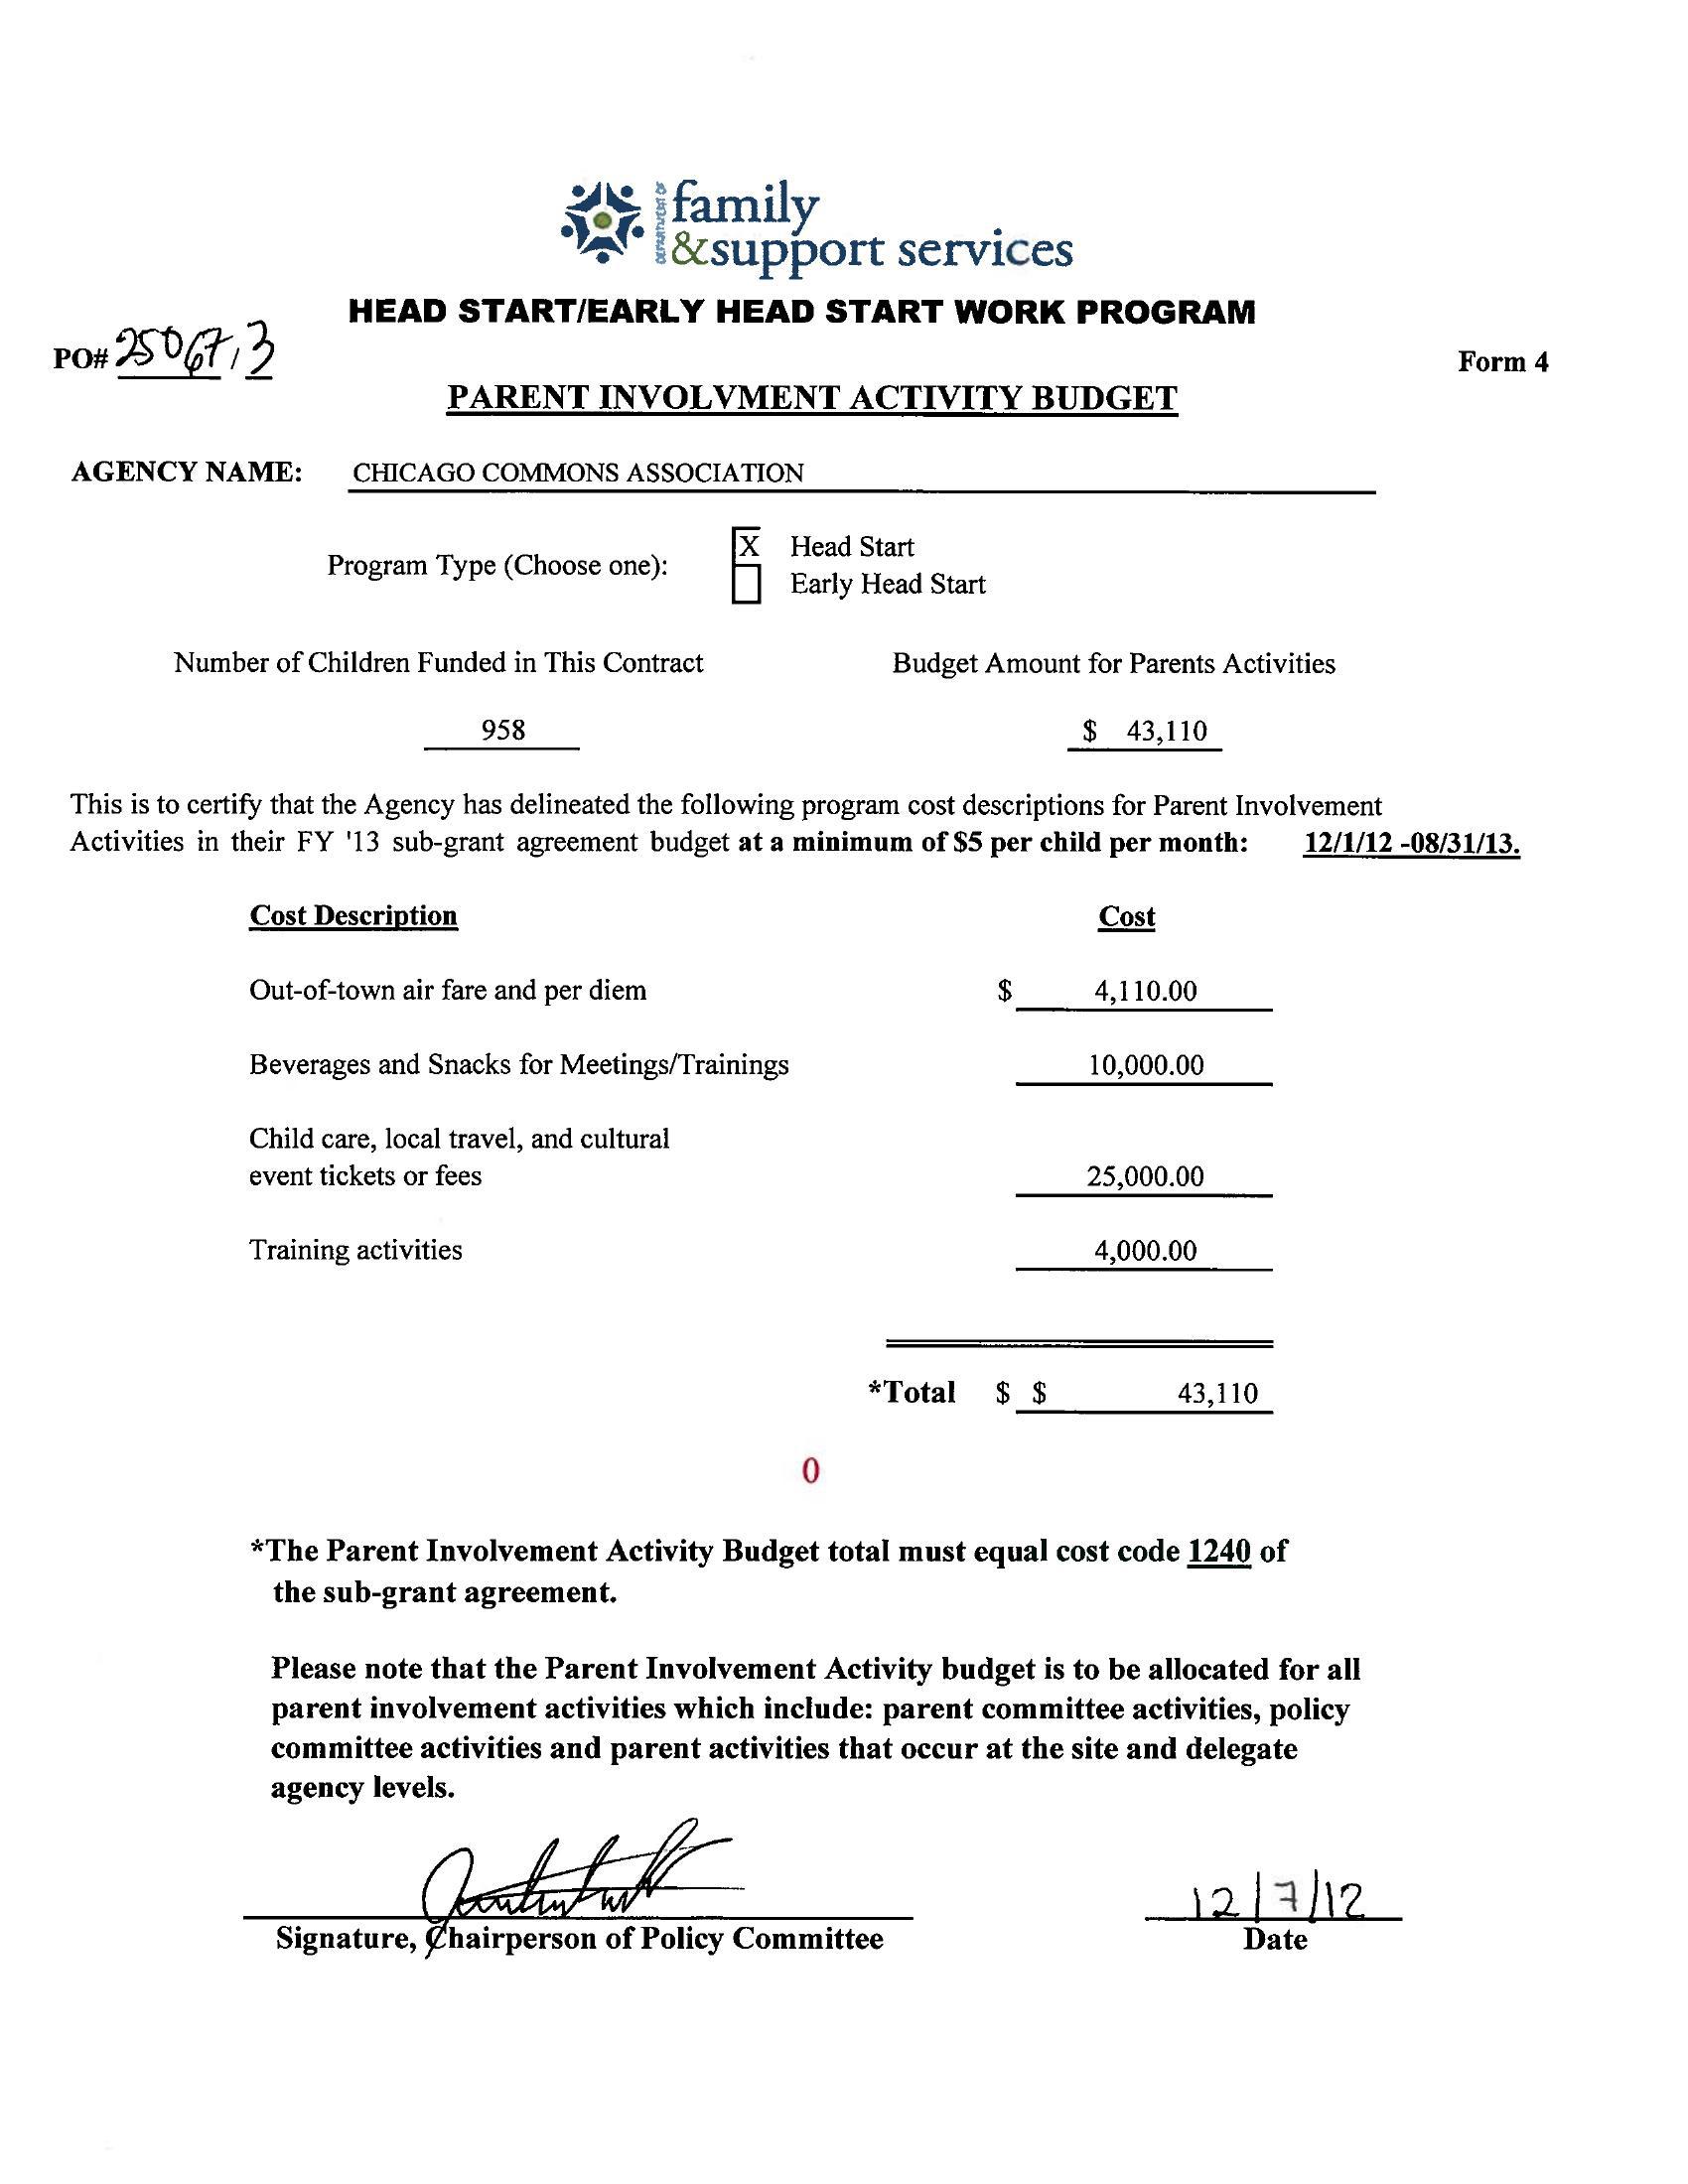 DEPARTMENT OF
family
&support services
HEAD START/EARLY HEAD START WORK PROGRAM
PO# 25067, 3
Form 4
PARENT INVOLVMENT ACTIVITY BUDGET
AGENCY NAME: CHICAGO COMMONS ASSOCIATION
Program Type (Choose one):
X Head Start
Early Head Start
Number of Children Funded in This Contract Budget Amount for Parents Activities
958 $ 43,110
This is to certify that the Agency has delineated the following program cost descriptions for Parent Involvement
Activities in their FY '13 sub-grant agreement budget at a minimum of $5 per child per month: 12/1/12 -08/31/13.
Cost Description Cost
Out-of-town air fare and per diem $ 4,110.00
Beverages and Snacks for Meetings/Trainings 10,000.00
Child care, local travel, and cultural
event tickets or fees 25,000.00
Training activities 4,000.00
*Total $ $ 43,110
0
*The Parent Involvement Activity Budget total must equal cost code 1240 of
the sub-grant agreement.
Please note that the Parent Involvement Activity budget is to be allocated for all
parent involvement activities which include: parent committee activities, policy
committee activities and parent activities that occur at the site and delegate
agency levels.
12/7/12
Signature, Chairperson of Policy Committee Date